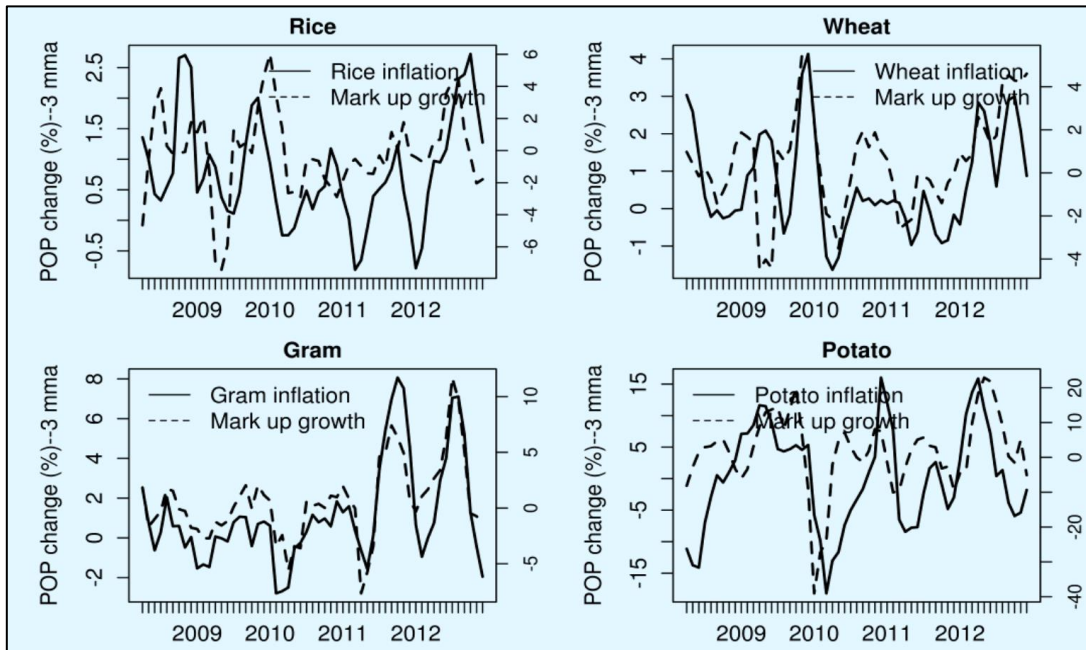 Rice
POP change (%)--3 mma
2.5
1.5
0.5
-0.5
Rice inflation
Mark up growth
6
4
2
0
-2
-4
-6
2009 2010 2011 2012
Wheat
POP change (%)--3 mma
4
3
2
1
0
-1
Wheat inflation
Mark up growth
4
2
0
-2
-4
2009 2010 2011 2012
Gram
POP change (%)--3 mma
8
6
4
2
0
-2
Gram inflation
Mark up growth
10
5
0
-5
2009 2010 2011 2012
Potato
POP change (%)--3 mma
15
5
-5
-15
Potato inflation
Mark up growth
20
0
-20
-40
2009 2010 2011 2012